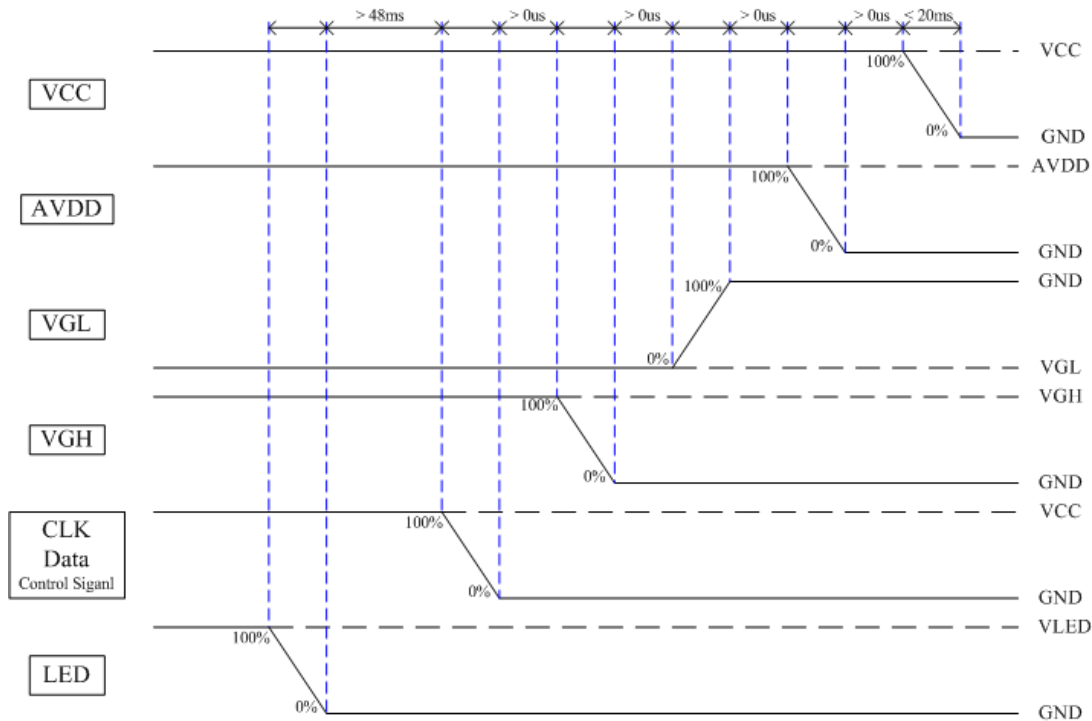 > 48ms > 0us > 0us > 0us > 0us < 20ms
VCC
100%
VCC
0%
GND
AVDD
100%
AVDD
0%
GND
GND
100%
VGL
0%
VGL
VGH
100%
VGH
0%
GND
VCC
100%
CLK
Data
Control Siganl
0%
GND
VLED
100%
LED
0%
GND